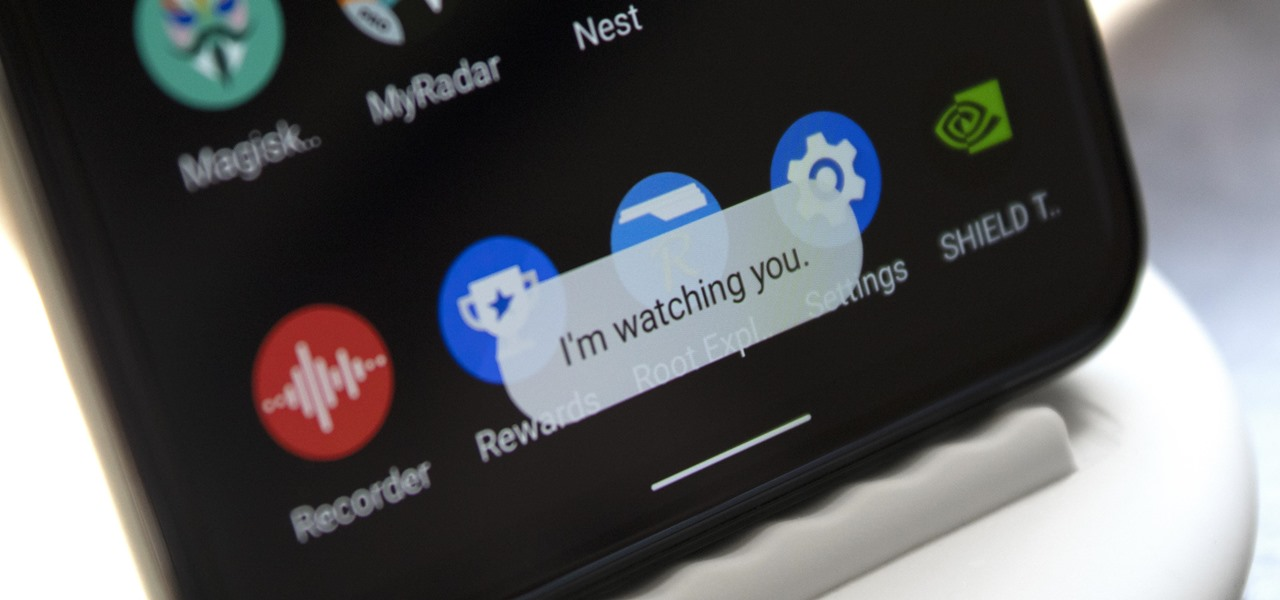 Nest
MyRadar
Magisk..
SHIELD T..
Settings
I'm watching you.
Root Expl...
Rewards
Recorder